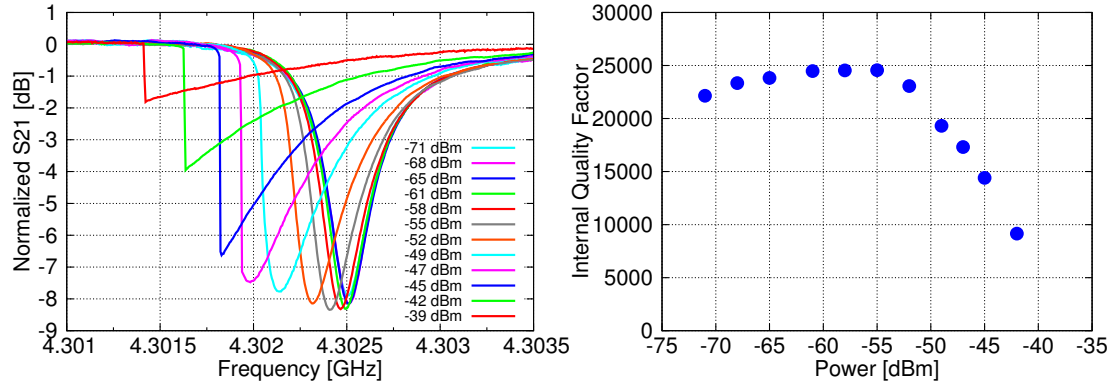 1
0
-1
-2
-3
-4
-5
-6
-7
-8
-9
Normalized S21 [dB]
4.301
4.3015
4.302
4.3025
4.303
4.3035
Frequency [GHz]
-71 dBm
-68 dBm
-65 dBm
-61 dBm
-58 dBm
-55 dBm
-52 dBm
-49 dBm
-47 dBm
-45 dBm
-42 dBm
-39 dBm
30000
25000
20000
15000
10000
5000
0
Internal Quality Factor
-75
-70
-65
-60
-55
-50
-45
-40
-35
Power [dBm]